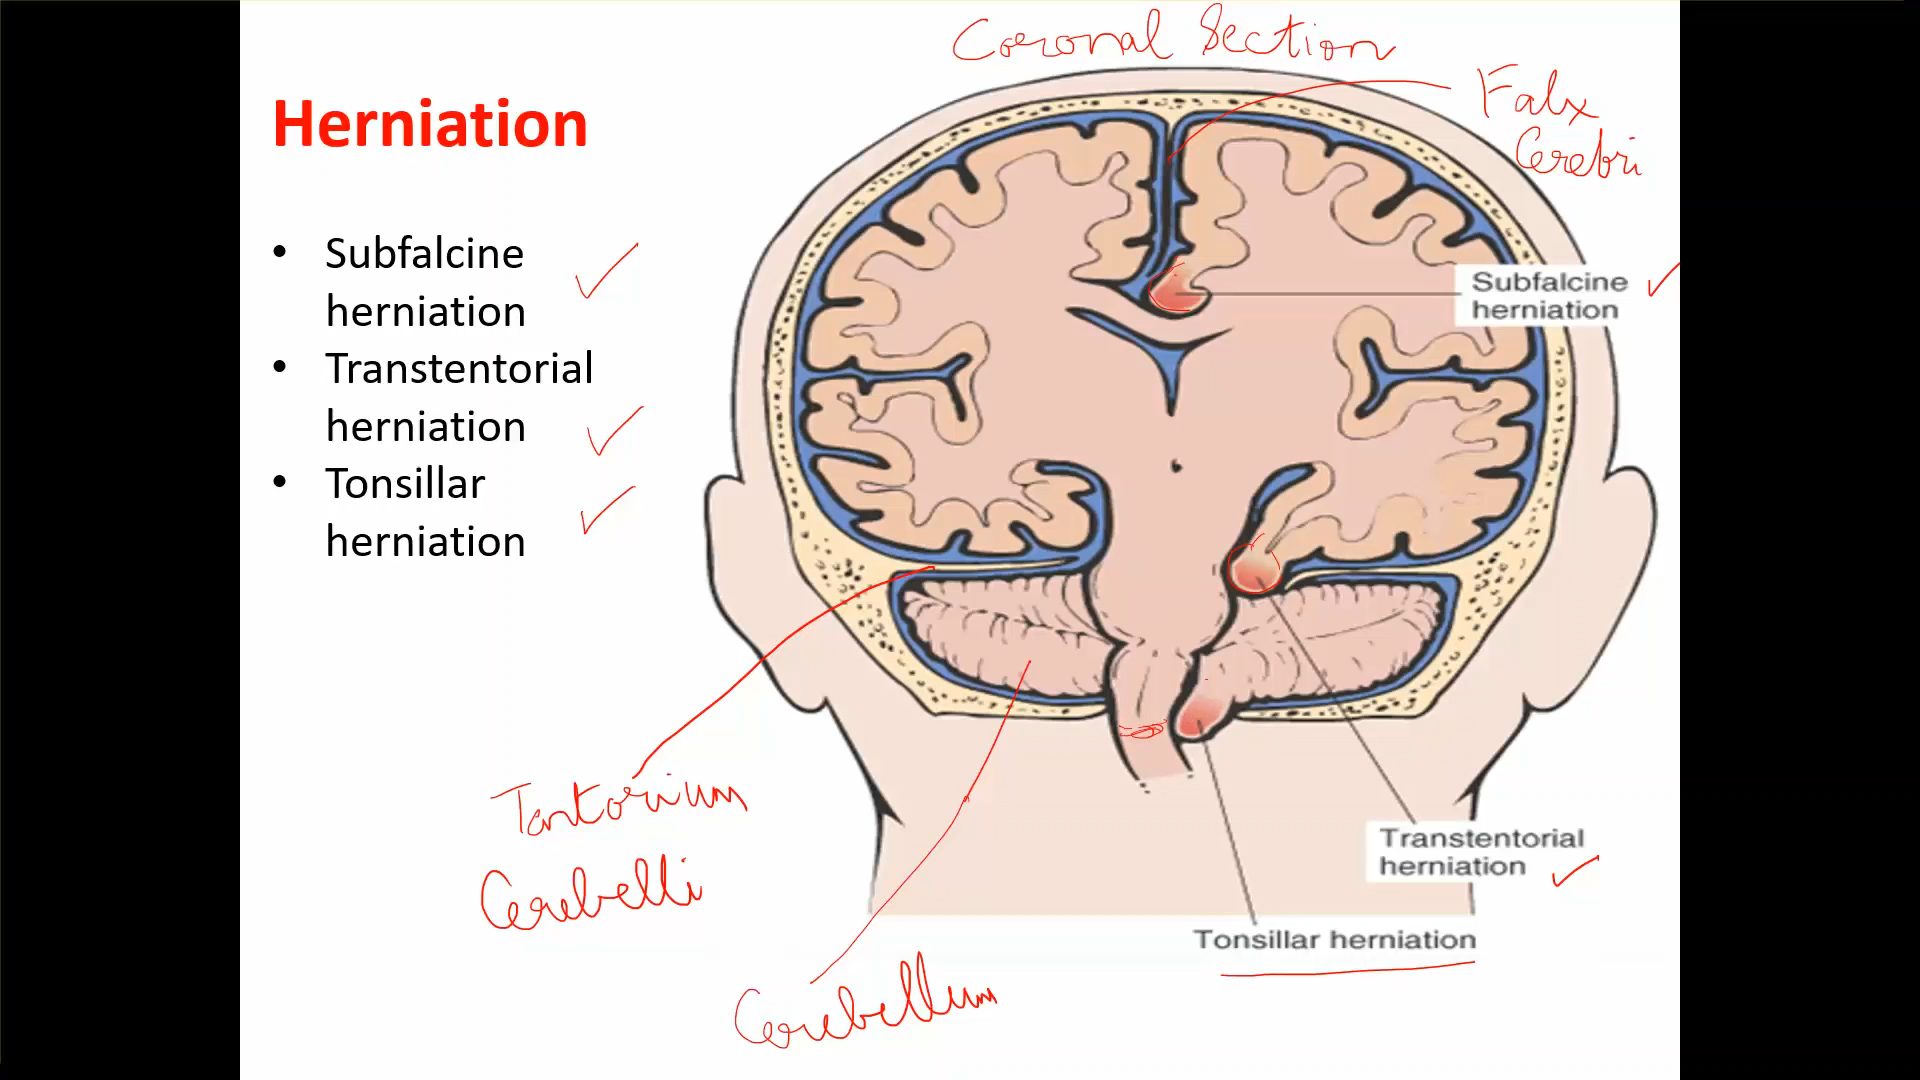 Coronal Section
Falx
Cerebri
Herniation
• Subfalcine
herniation
• Transtentorial
herniation
• Tonsillar
herniation
Subfalcine
herniation
Tentorium
Cerebelli
Cerebellum
Transtentorial
herniation
Tonsillar herniation